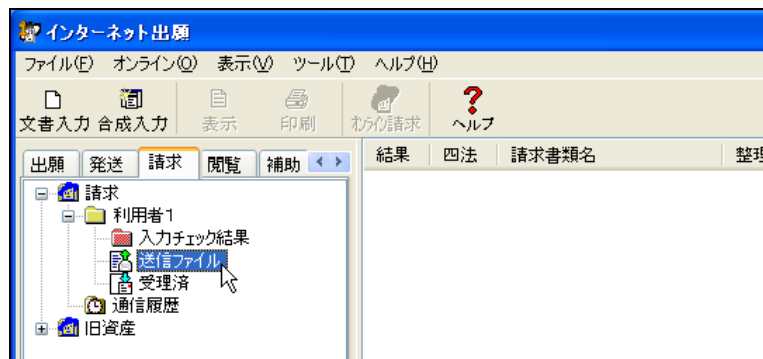 インターネット出願
ファイル(F) オンライン(O) 表示(V) ツール(T) ヘルプ(H)
文書入力 合成入力 表示 印刷 オンライン請求 ヘルプ
出願 発送 請求 閲覧 補助
結果 四法 請求書類名 整理
請求
利用者1
入力チェック結果
送信ファイル
受理済
通信履歴
旧資産